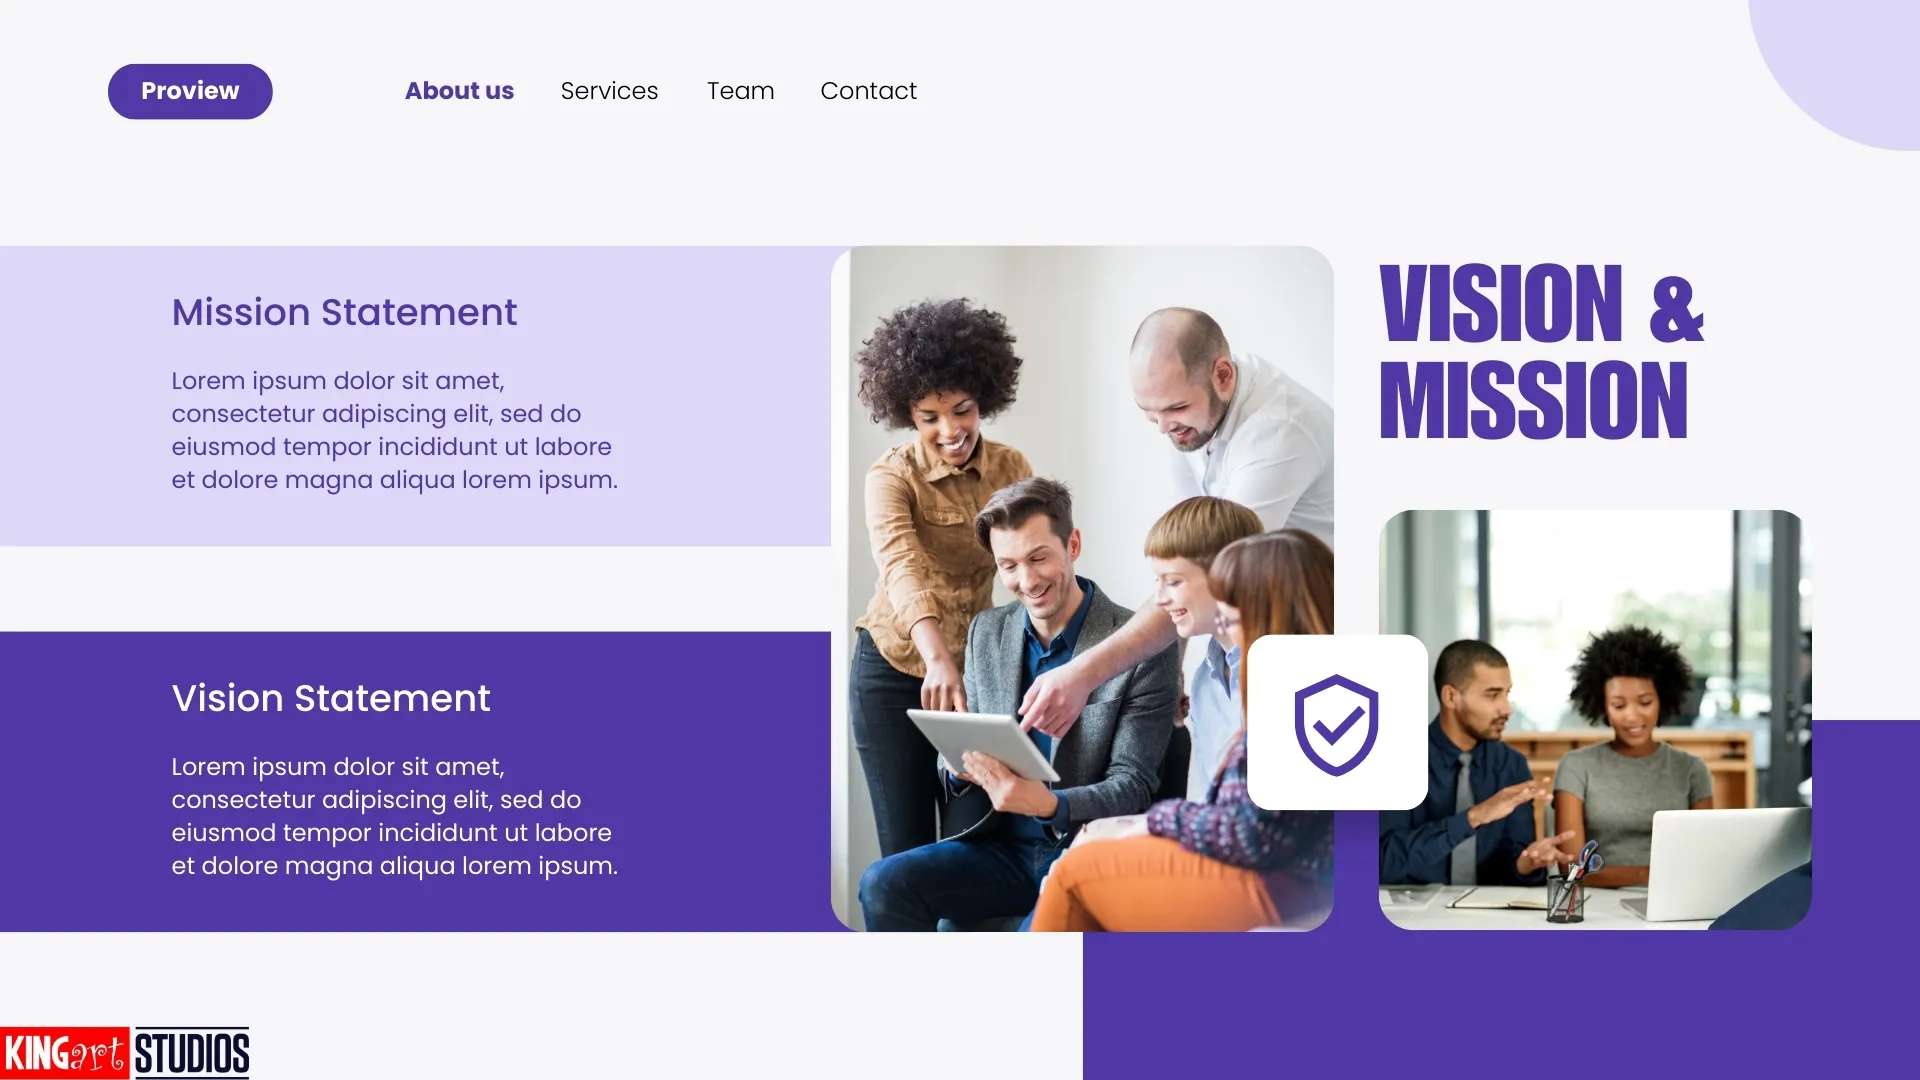 Proview
About us
Services
Team
Contact
Mission Statement
Lorem ipsum dolor sit amet,
consectetur adipiscing elit, sed do
eiusmod tempor incididunt ut labore
et dolore magna aliqua lorem ipsum.
Vision Statement
Lorem ipsum dolor sit amet,
consectetur adipiscing elit, sed do
eiusmod tempor incididunt ut labore
et dolore magna aliqua lorem ipsum.
VISION &
MISSION
KINGart STUDIOS